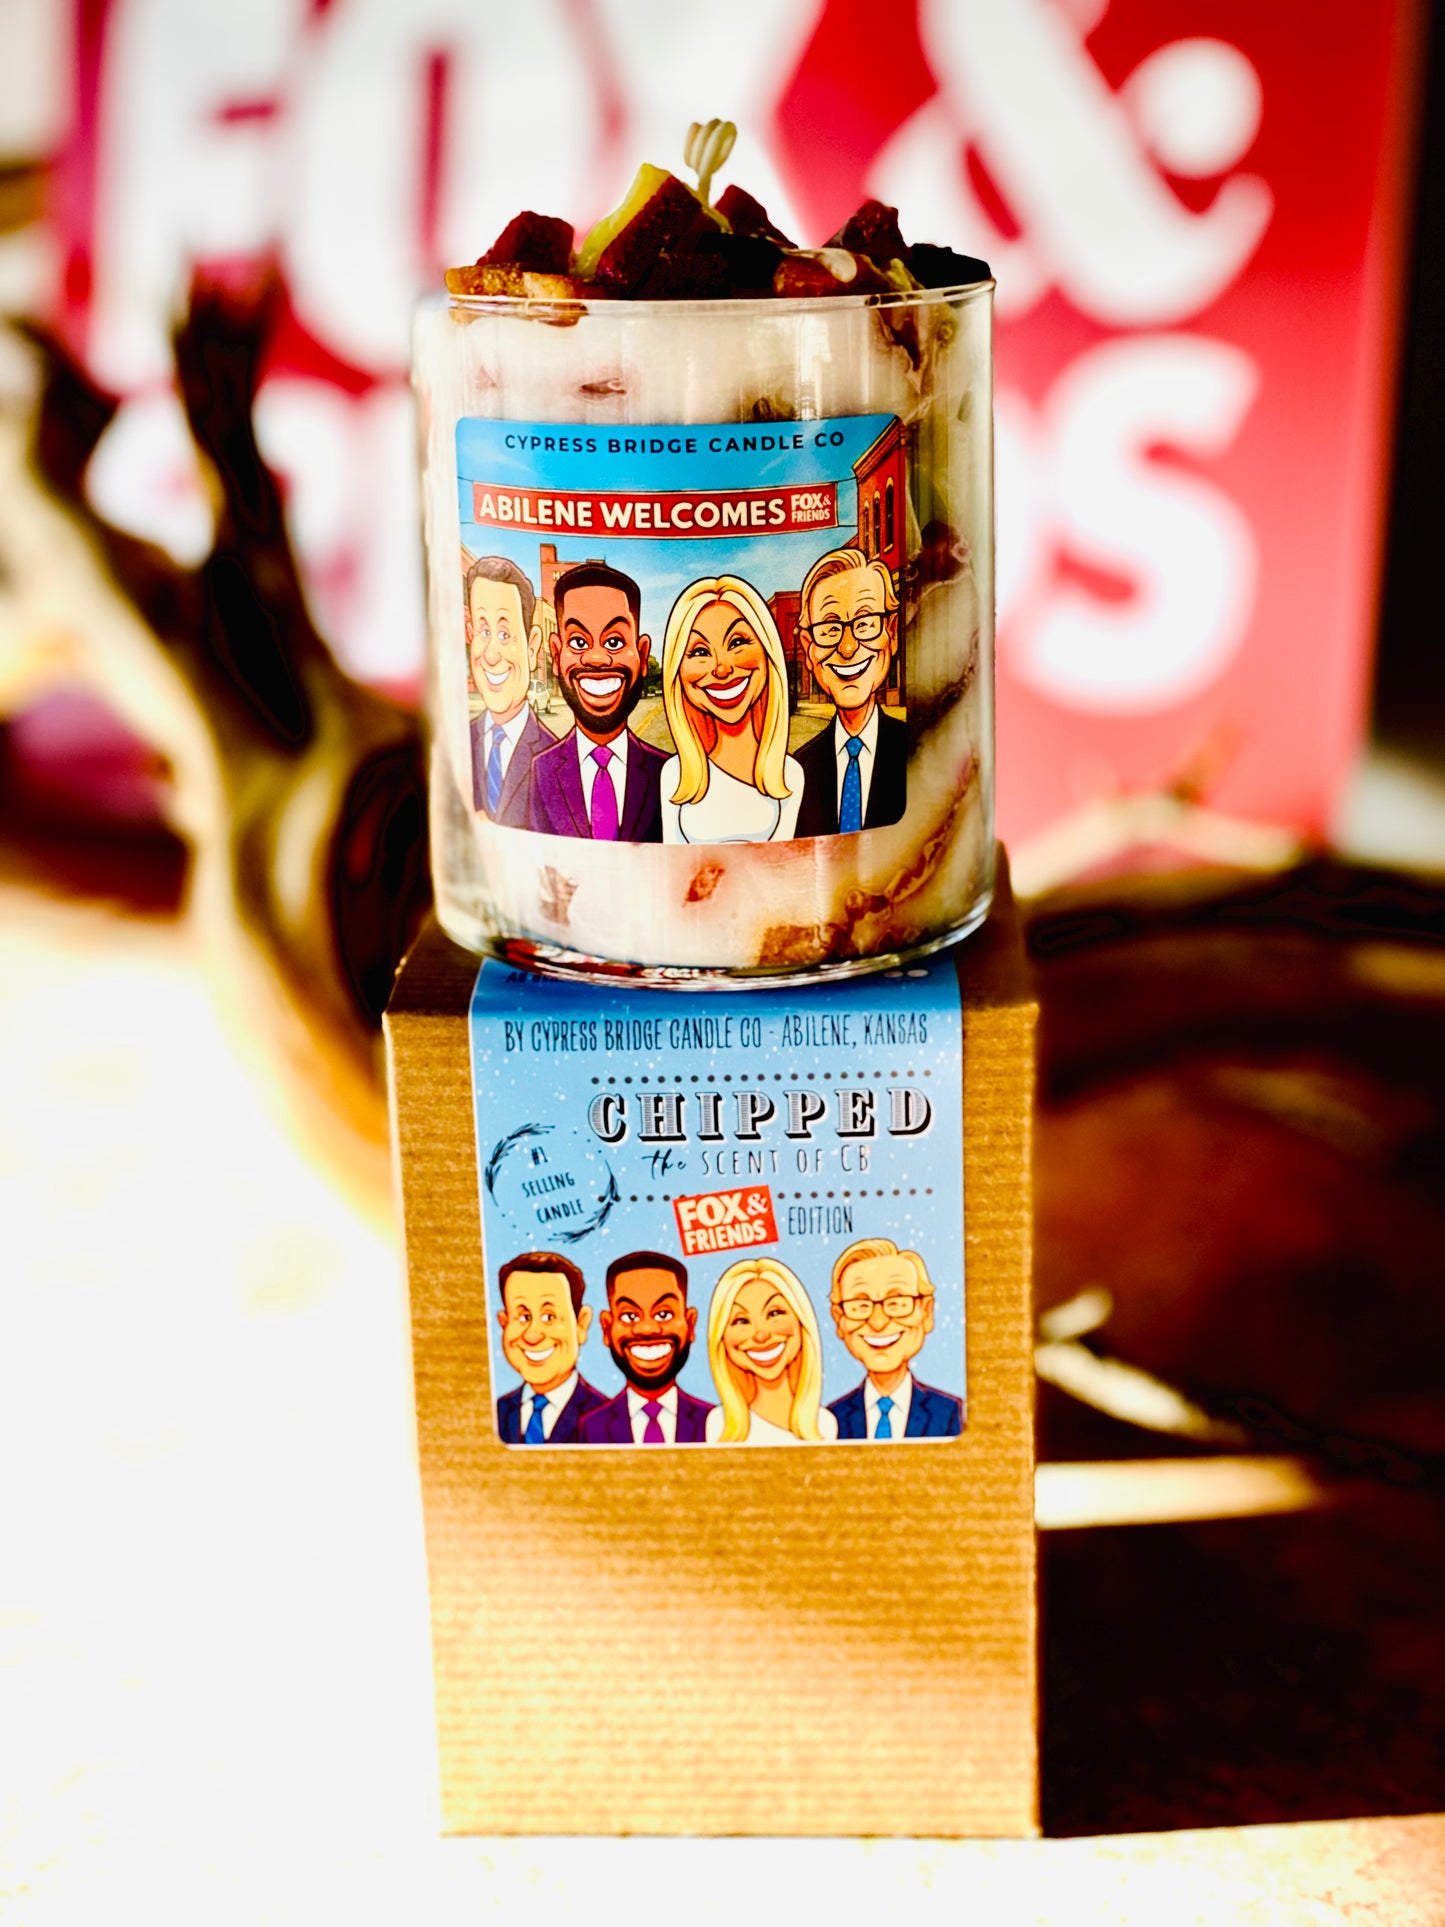 FOX &
CYPRESS BRIDGE CANDLE CO
ABILENE WELCOMES FOX &
FRIENDS
BY CYPRESS BRIDGE CANDLE CO - ABILENE, KANSAS
CHIPPED
the SCENT OF CB
#1
SELLING
CANDLE
FOX &
FRIENDS EDITION